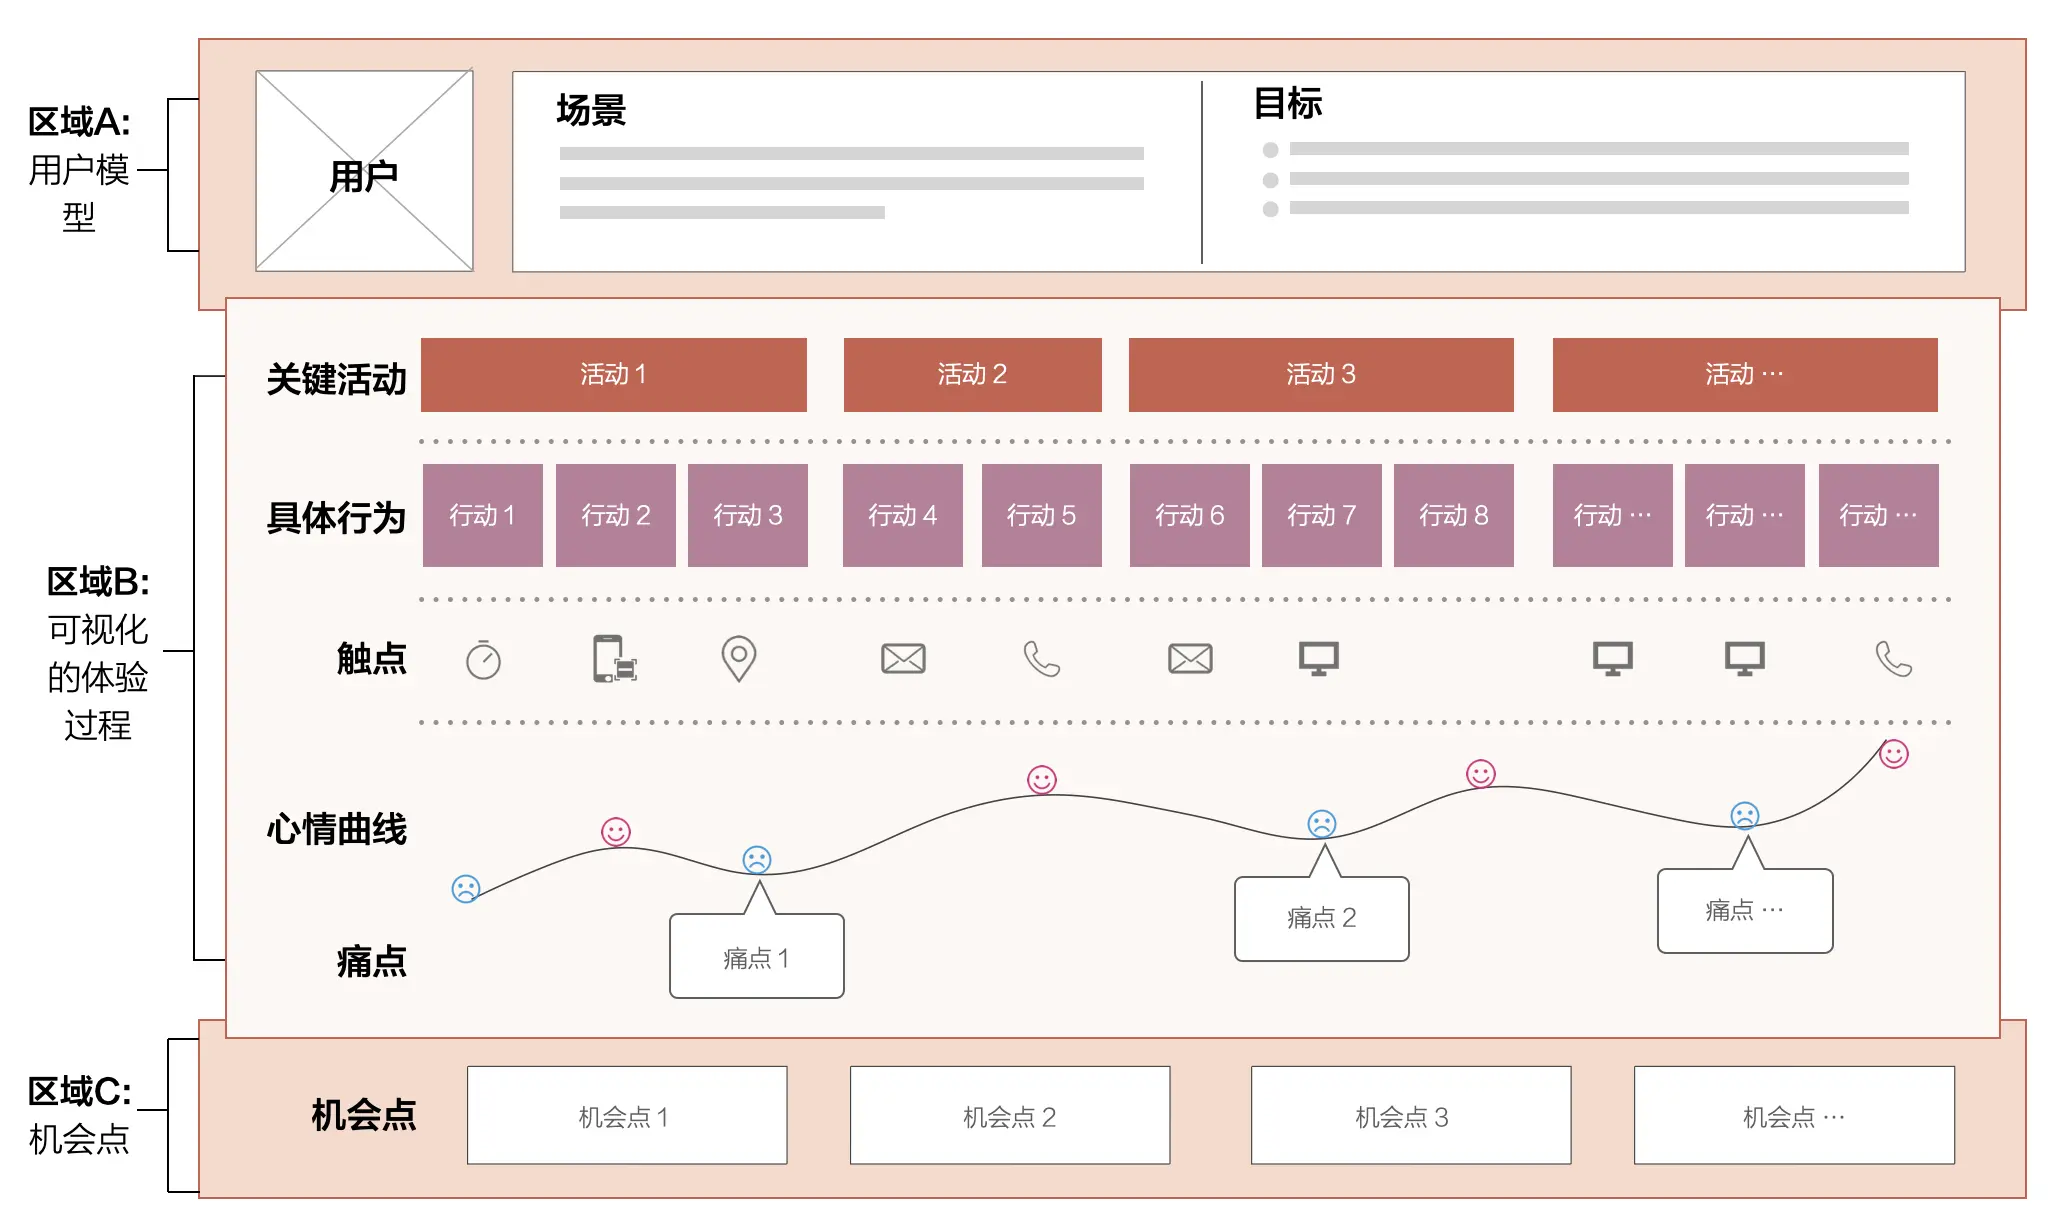 区域A:
用户模
型
用户
场景
目标
区域B:
可视化
的体验
过程
关键活动
活动 1
活动 2
活动 3
活动 ···
具体行为
行动 1
行动 2
行动 3
行动 4
行动 5
行动 6
行动 7
行动 8
行动 ···
行动 ···
行动 ···
触点
心情曲线
痛点
痛点 1
痛点 2
痛点 ···
区域C:
机会点
机会点
机会点 1
机会点 2
机会点 3
机会点 ···